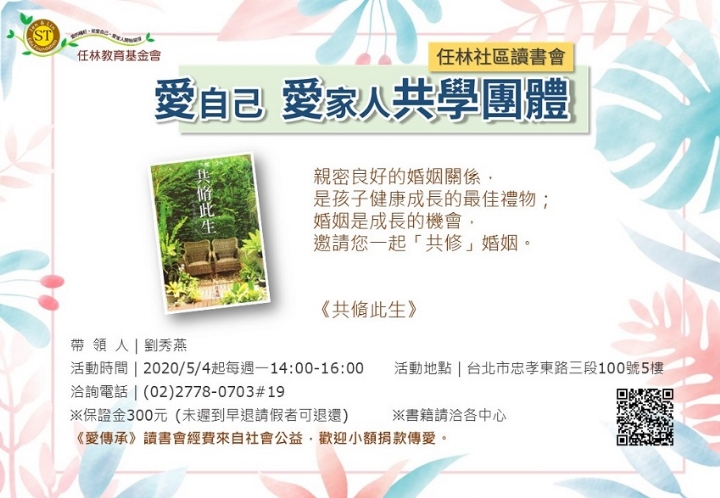 任林教育基金會
任林社區讀書會
愛自己 愛家人共學團體
共脩此生
親密良好的婚姻關係，
是孩子健康成長的最佳禮物；
婚姻是成長的機會，
邀請您一起「共修」婚姻。
《共脩此生》
帶 領 人 | 劉秀燕
活動時間 | 2020/5/4起每週一14:00-16:00 活動地點 | 台北市忠孝東路三段100號5樓
洽詢電話 | (02)2778-0703#19
※保證金300元 (未遲到早退請假者可退還) ※書籍請洽各中心
《愛傳承》讀書會經費來自社會公益，歡迎小額捐款傳愛。